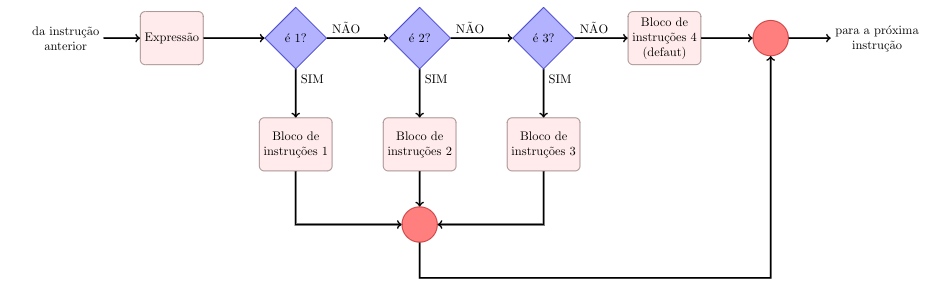 da instrução
anterior
Expressão
é 1?
NÃO
é 2?
NÃO
é 3?
NÃO
Bloco de
instruções 4
(defaut)
para a próxima
instrução
SIM
SIM
SIM
Bloco de
instruções 1
Bloco de
instruções 2
Bloco de
instruções 3